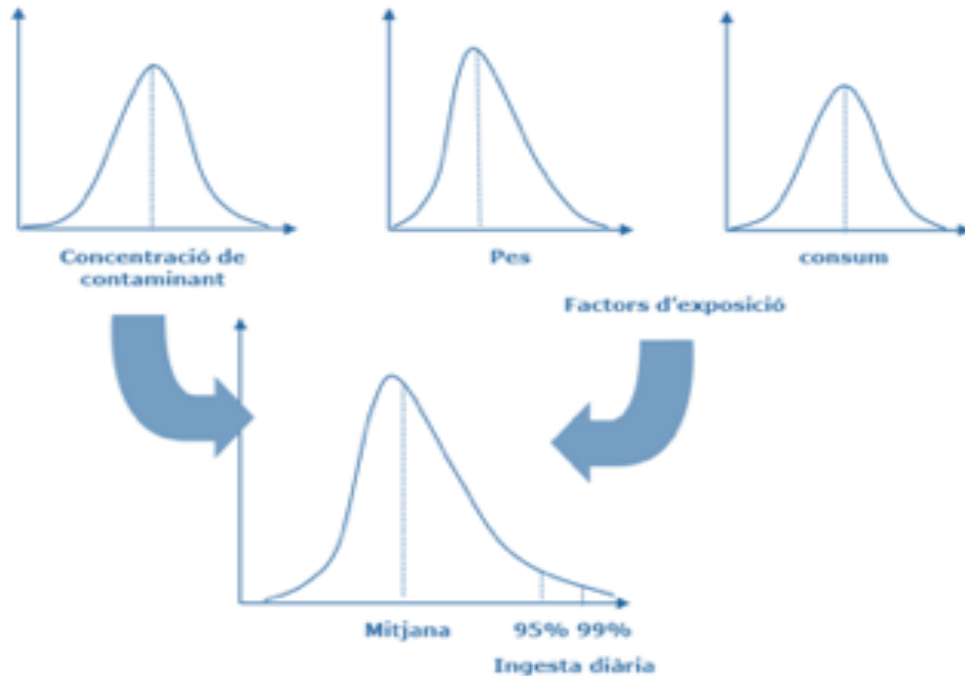 Concentració de
contaminant
Pes
consum
Factors d'exposició
Mitjana
95% 99%
Ingesta diària